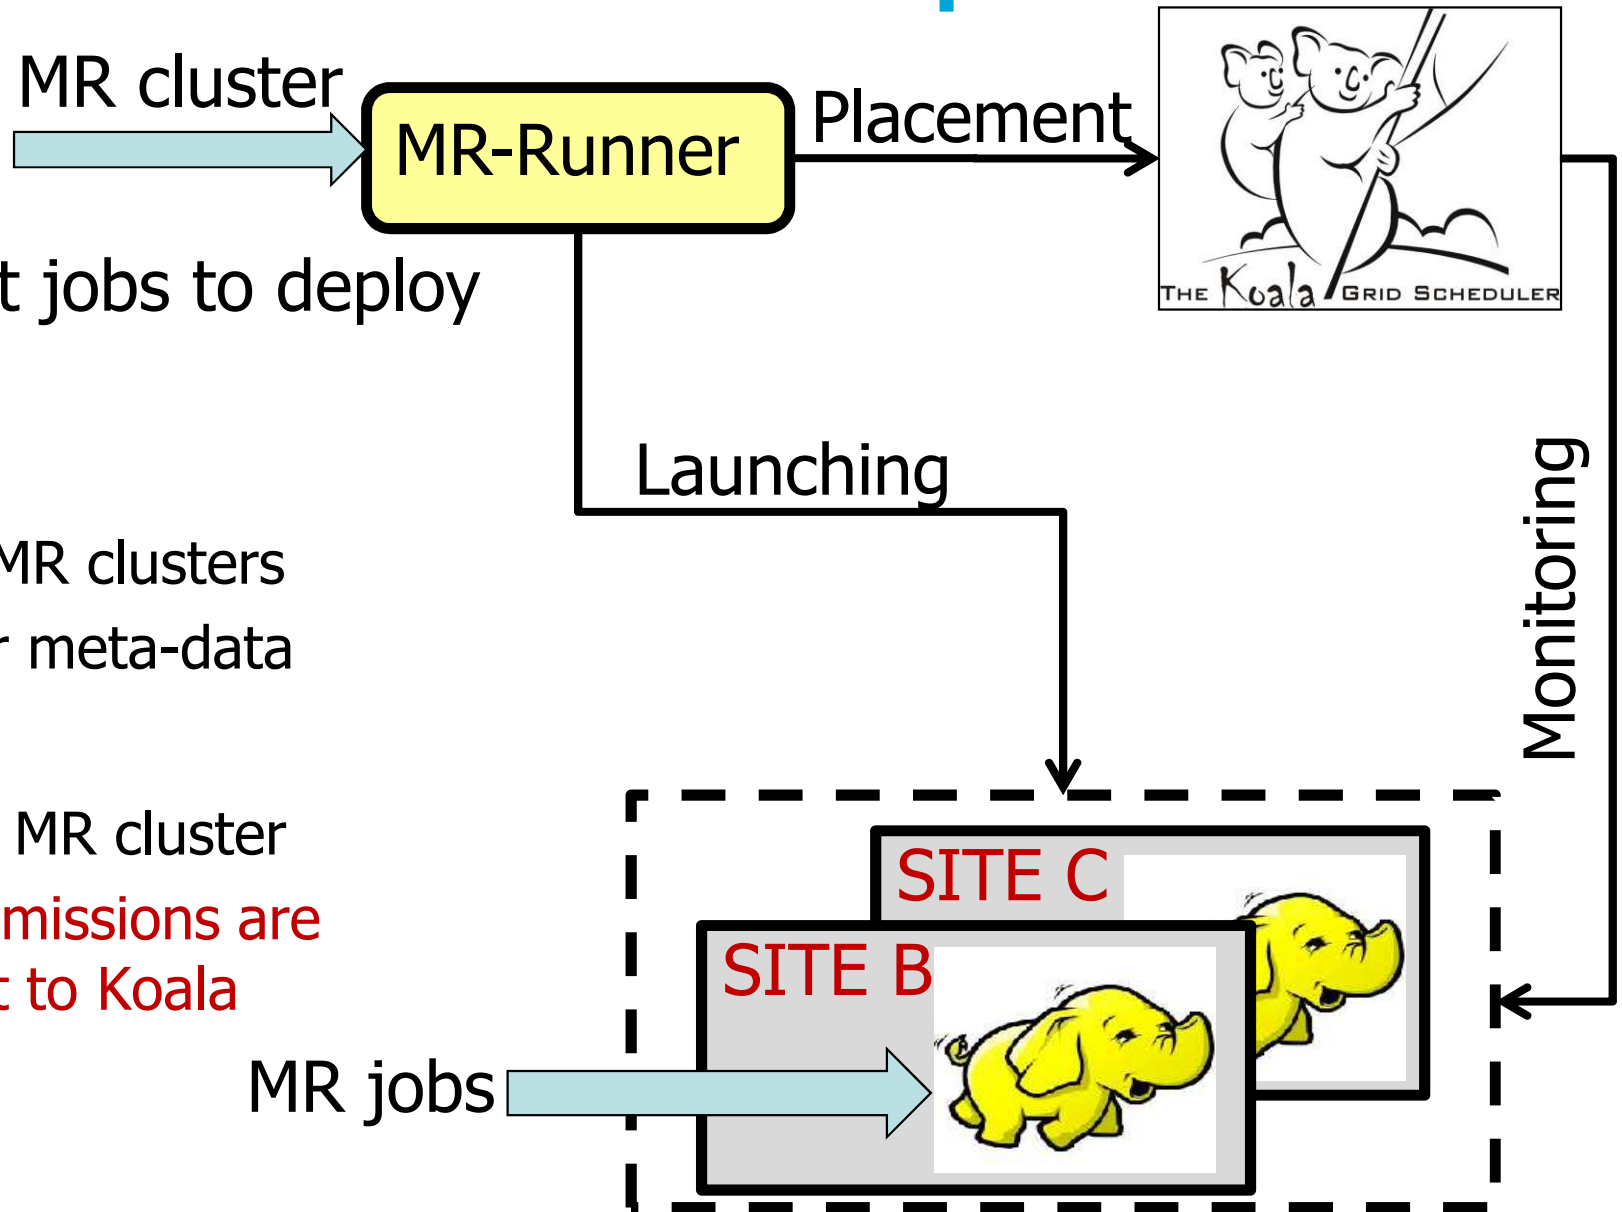 MR cluster
MR-Runner
Placement
THE Koala GRID SCHEDULER
t jobs to deploy
Launching
Monitoring
MR clusters
r meta-data
MR cluster
missions are
t to Koala
SITE C
SITE B
MR jobs